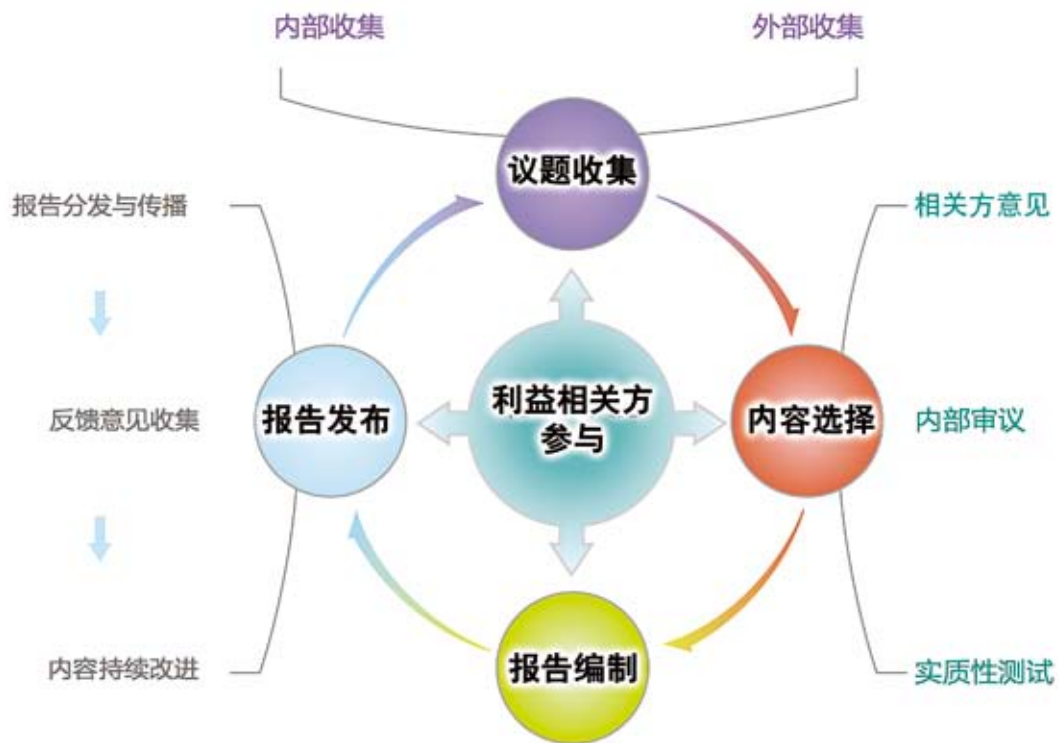 内部收集
外部收集
议题收集
报告分发与传播
相关方意见
利益相关方
参与
反馈意见收集
报告发布
内容选择
内部审议
内容持续改进
报告编制
实质性测试